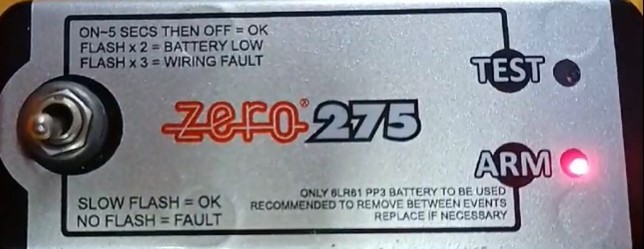 ON~5 SECS THEN OFF = OK
FLASH x 2 = BATTERY LOW
FLASH x 3 = WIRING FAULT
TEST
zero® 275
ARM
SLOW FLASH = OK
NO FLASH = FAULT
ONLY 6LR61 PP3 BATTERY TO BE USED
RECOMMENDED TO REMOVE BETWEEN EVENTS
REPLACE IF NECESSARY